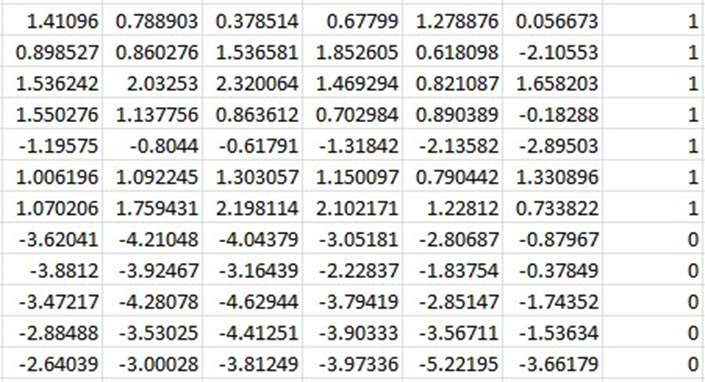 1.41096 0.788903 0.378514 0.67799 1.278876 0.056673 1
0.898527 0.860276 1.536581 1.852605 0.618098 -2.10553 1
1.536242 2.03253 2.320064 1.469294 0.821087 1.658203 1
1.550276 1.137756 0.863612 0.702984 0.890389 -0.18288 1
-1.19575 -0.8044 -0.61791 -1.31842 -2.13582 -2.89503 1
1.006196 1.092245 1.303057 1.150097 0.790442 1.330896 1
1.070206 1.759431 2.198114 2.102171 1.22812 0.733822 1
-3.62041 -4.21048 -4.04379 -3.05181 -2.80687 -0.87967 0
-3.8812 -3.92467 -3.16439 -2.22837 -1.83754 -0.37849 0
-3.47217 -4.28078 -4.62944 -3.79419 -2.85147 -1.74352 0
-2.88488 -3.53025 -4.41251 -3.90333 -3.56711 -1.53634 0
-2.64039 -3.00028 -3.81249 -3.97336 -5.22195 -3.66179 0